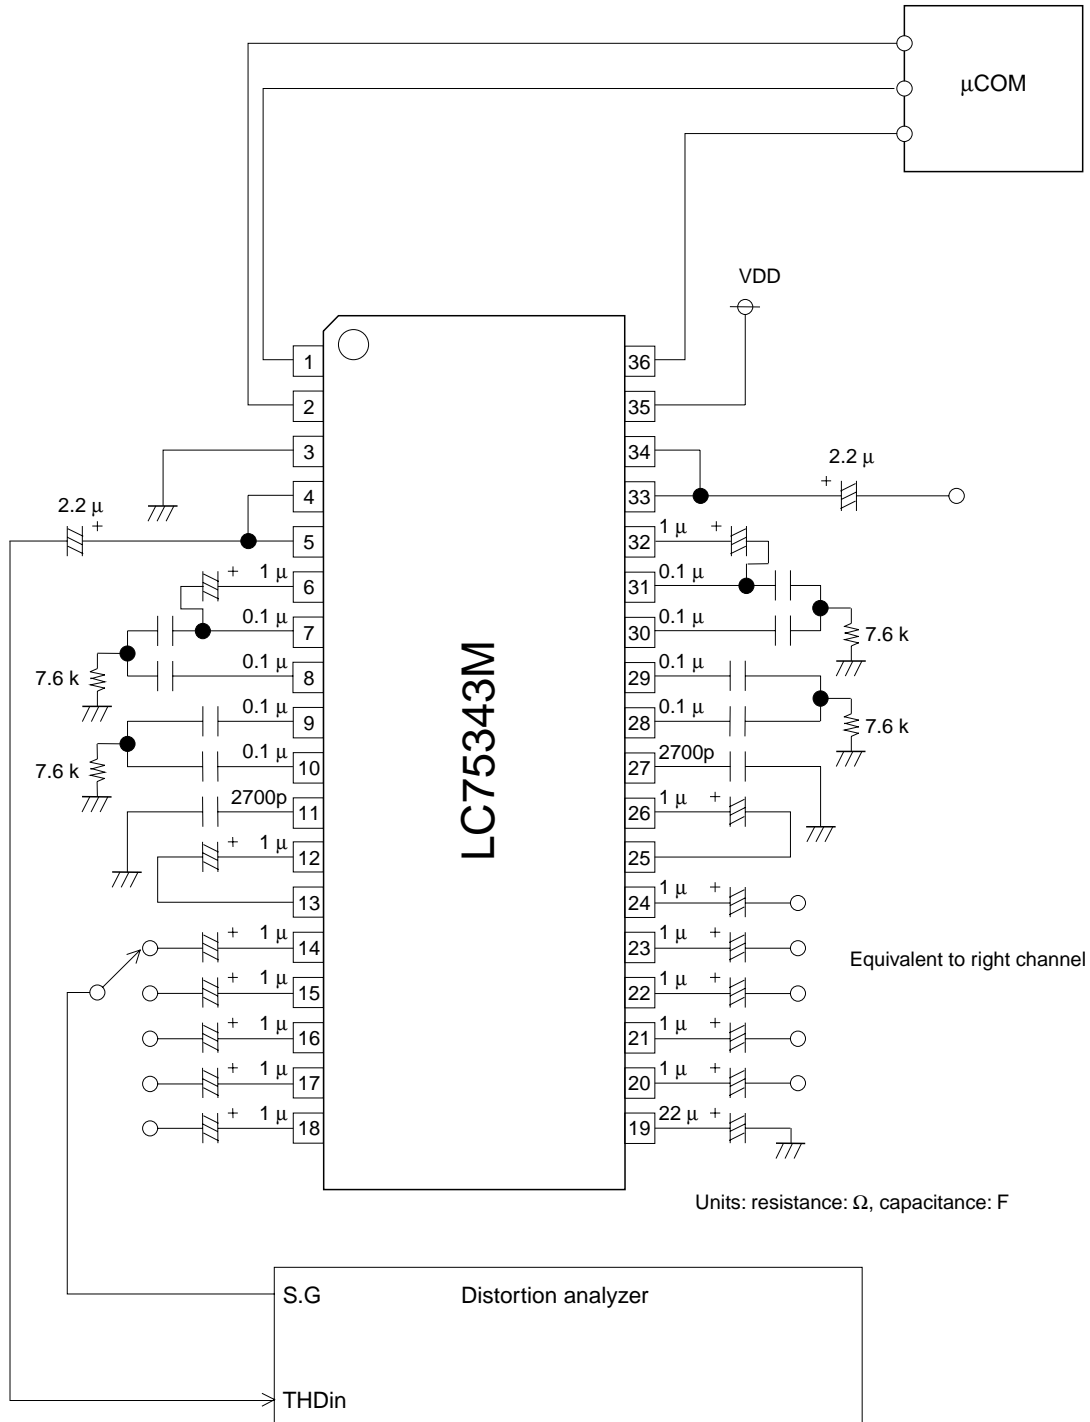 μCOM
VDD
1
36
2
35
3
34
2.2 μ
+
4
33
+
2.2 μ
2.2 μ
+
5
32
1 μ
+
+
1 μ
6
31
0.1 μ
0.1 μ
7
30
0.1 μ
7.6 k
7.6 k
0.1 μ
8
29
0.1 μ
0.1 μ
9
28
0.1 μ
7.6 k
7.6 k
0.1 μ
10
27
2700p
2700p
11
26
1 μ
+
+
1 μ
12
25
13
24
1 μ
+
LC75343M
+
1 μ
14
23
1 μ
+
Equivalent to right channel
+
1 μ
15
22
1 μ
+
+
1 μ
16
21
1 μ
+
+
1 μ
17
20
1 μ
+
+
1 μ
18
19
22 μ
+
Units: resistance: Ω, capacitance: F
S.G
Distortion analyzer
THDin